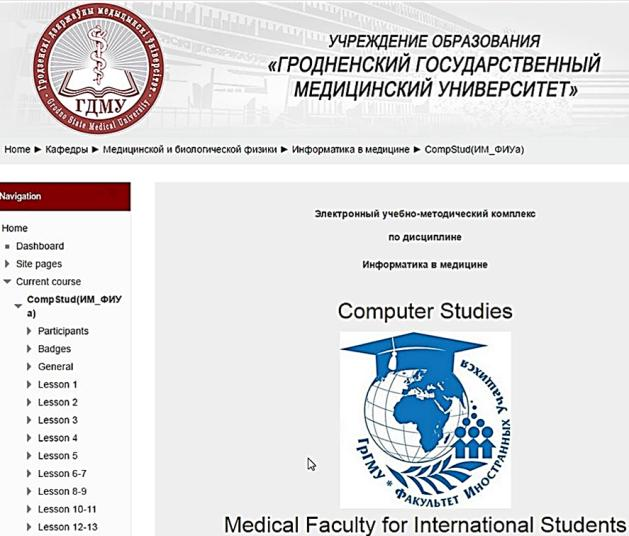 Гродзенскі дзяржаўны медыцынскі ўніверсітэт
ГДМУ
Grodno State Medical University
УЧРЕЖДЕНИЕ ОБРАЗОВАНИЯ
«ГРОДНЕНСКИЙ ГОСУДАРСТВЕННЫЙ
МЕДИЦИНСКИЙ УНИВЕРСИТЕТ»
Home ► Кафедры ► Медицинской и биологической физики ► Информатика в медицине ► CompStud(ИМ_ФИУа)
Navigation
Home
Dashboard
Site pages
Current course
CompStud(ИМ_ФИУ
а)
Participants
Badges
General
Lesson 1
Lesson 2
Lesson 3
Lesson 4
Lesson 5
Lesson 6-7
Lesson 8-9
Lesson 10-11
Lesson 12-13
Электронный учебно-методический комплекс
по дисциплине
Информатика в медицине
Computer Studies
ГрГМУ * Факультет Иностранных Учащихся
Medical Faculty for International Students